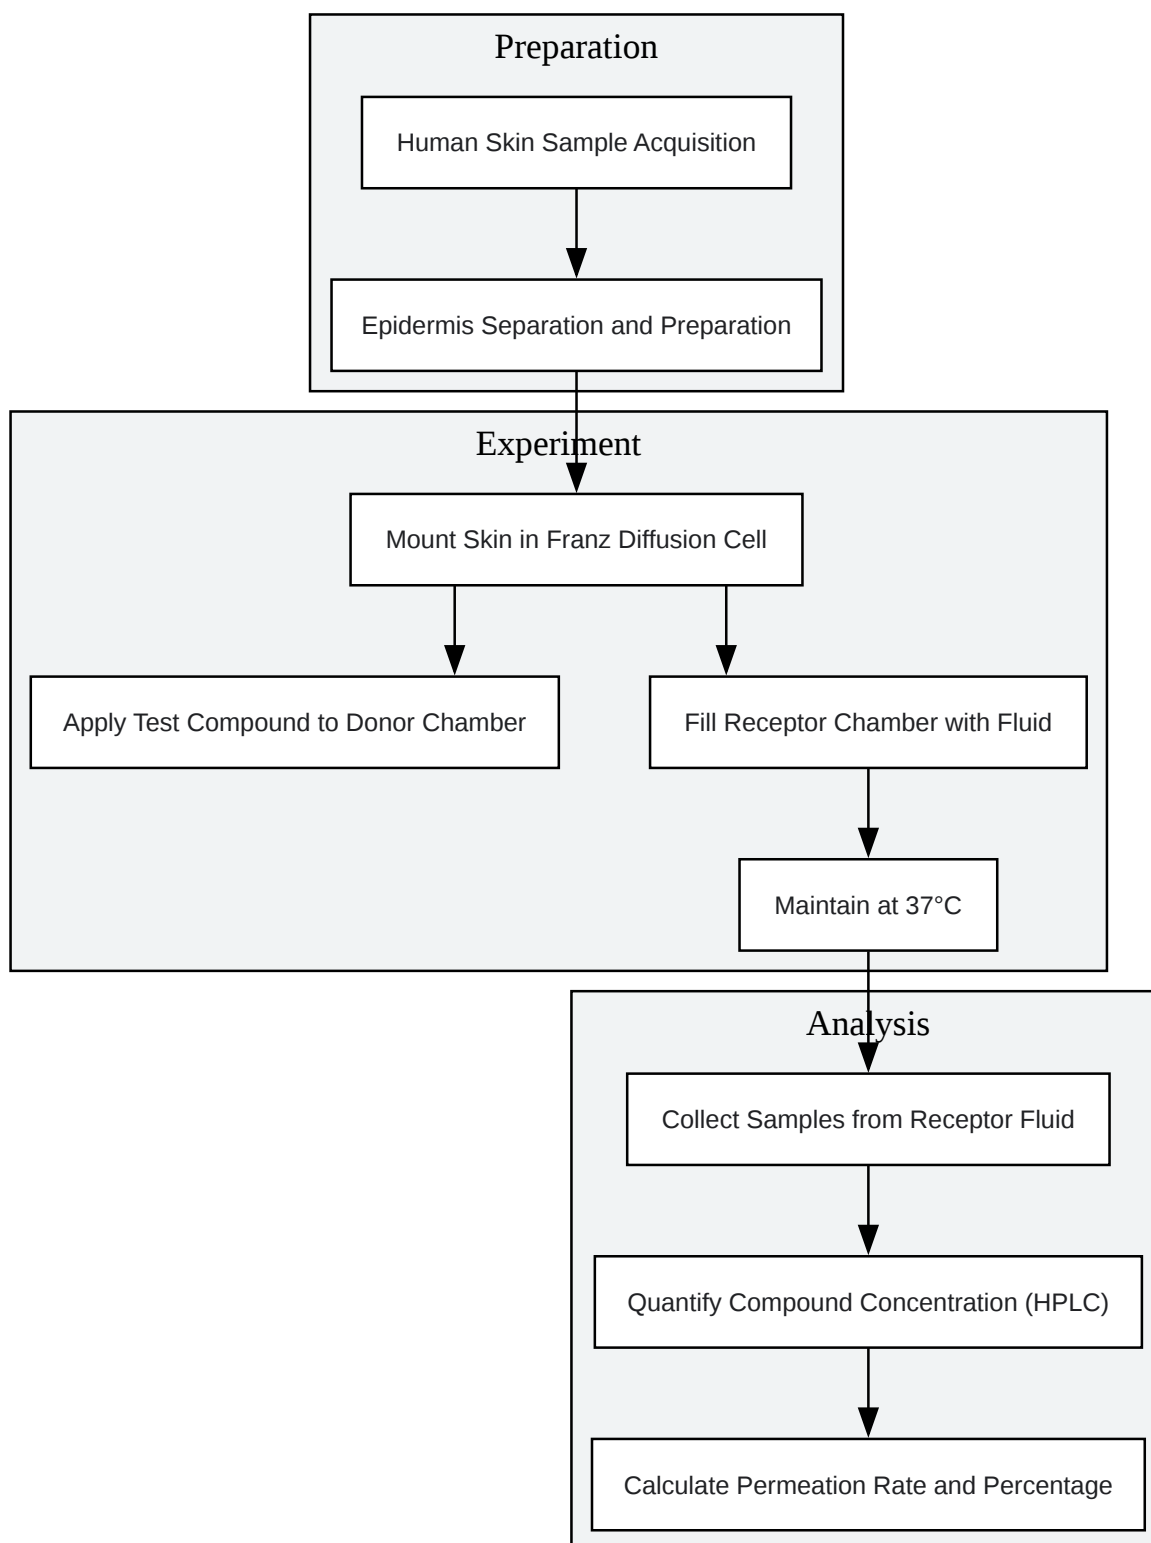 Preparation
Human Skin Sample Acquisition
Epidermis Separation and Preparation
Experiment
Mount Skin in Franz Diffusion Cell
Apply Test Compound to Donor Chamber
Fill Receptor Chamber with Fluid
Maintain at 37°C
Analysis
Collect Samples from Receptor Fluid
Quantify Compound Concentration (HPLC)
Calculate Permeation Rate and Percentage